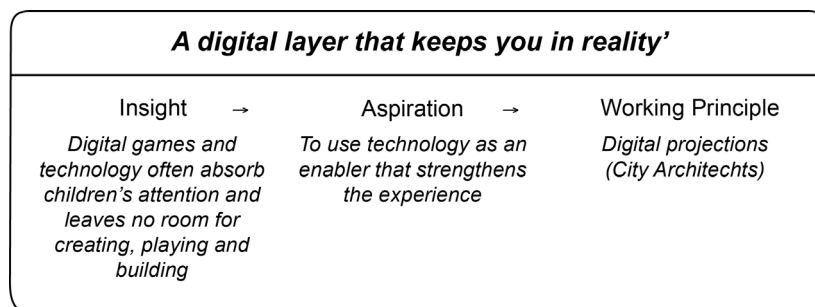 A digital layer that keeps you in reality’
Insight → Aspiration → Working Principle
Digital games and
technology often absorb
children’s attention and
leaves no room for
creating, playing and
building
To use technology as an
enabler that strengthens
the experience
Digital projections
(City Architechts)